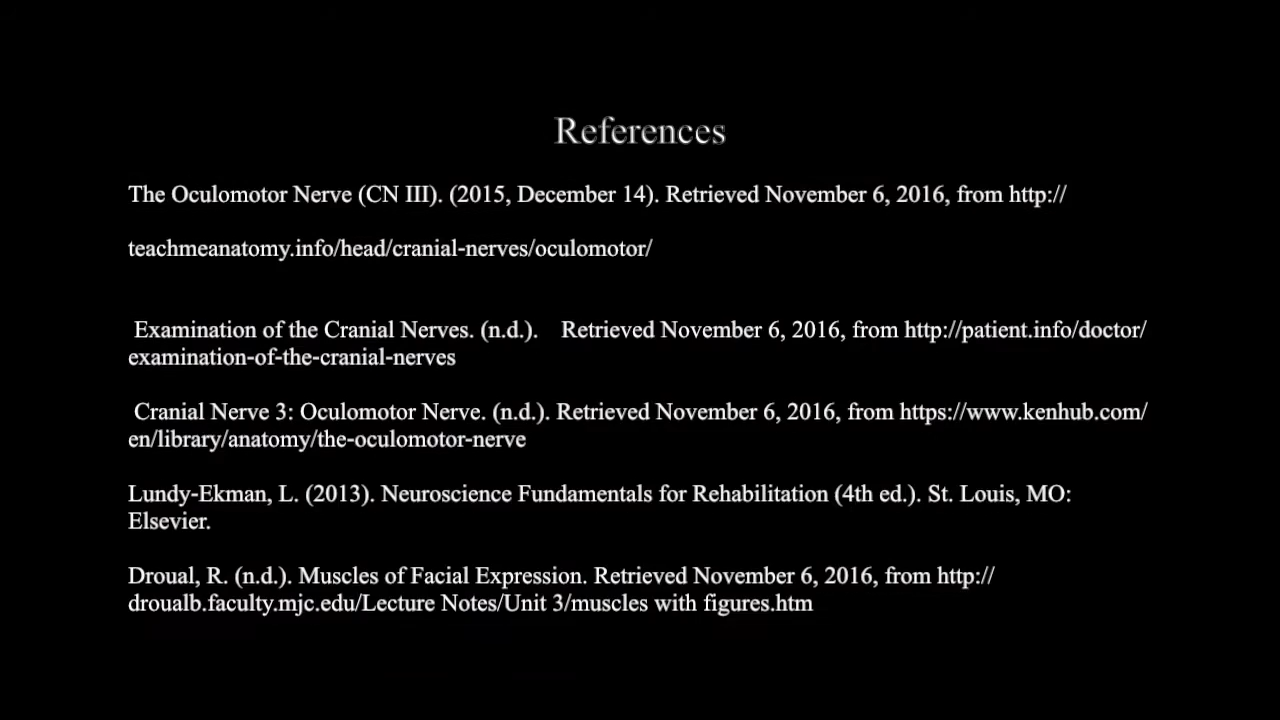 References
The Oculomotor Nerve (CN III). (2015, December 14). Retrieved November 6, 2016, from http://
teachmeanatomy.info/head/cranial-nerves/oculomotor/
Examination of the Cranial Nerves. (n.d.). Retrieved November 6, 2016, from http://patient.info/doctor/
examination-of-the-cranial-nerves
Cranial Nerve 3: Oculomotor Nerve. (n.d.). Retrieved November 6, 2016, from https://www.kenhub.com/
en/library/anatomy/the-oculomotor-nerve
Lundy-Ekman, L. (2013). Neuroscience Fundamentals for Rehabilitation (4th ed.). St. Louis, MO:
Elsevier.
Droual, R. (n.d.). Muscles of Facial Expression. Retrieved November 6, 2016, from http://
droualb.faculty.mjc.edu/Lecture Notes/Unit 3/muscles with figures.htm